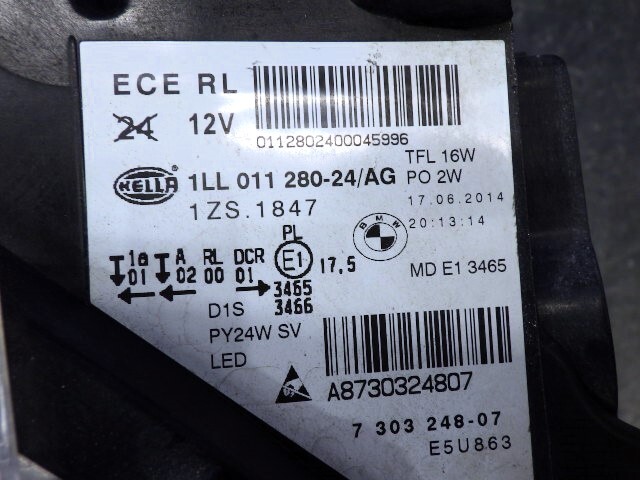 ECE RL
24 12V
0112802400045996
TFL 16W
HELLA 1LL 011 280-24/AG PO 2W
1ZS.1847 17.06.2014
BMW 20:13:14
PL
1a A RL DCR E1 17,5
01 02 00 01
MD E1 3465
3465
D1S 3466
PY24W SV
LED
A8730324807
7 303 248-07
E5U863